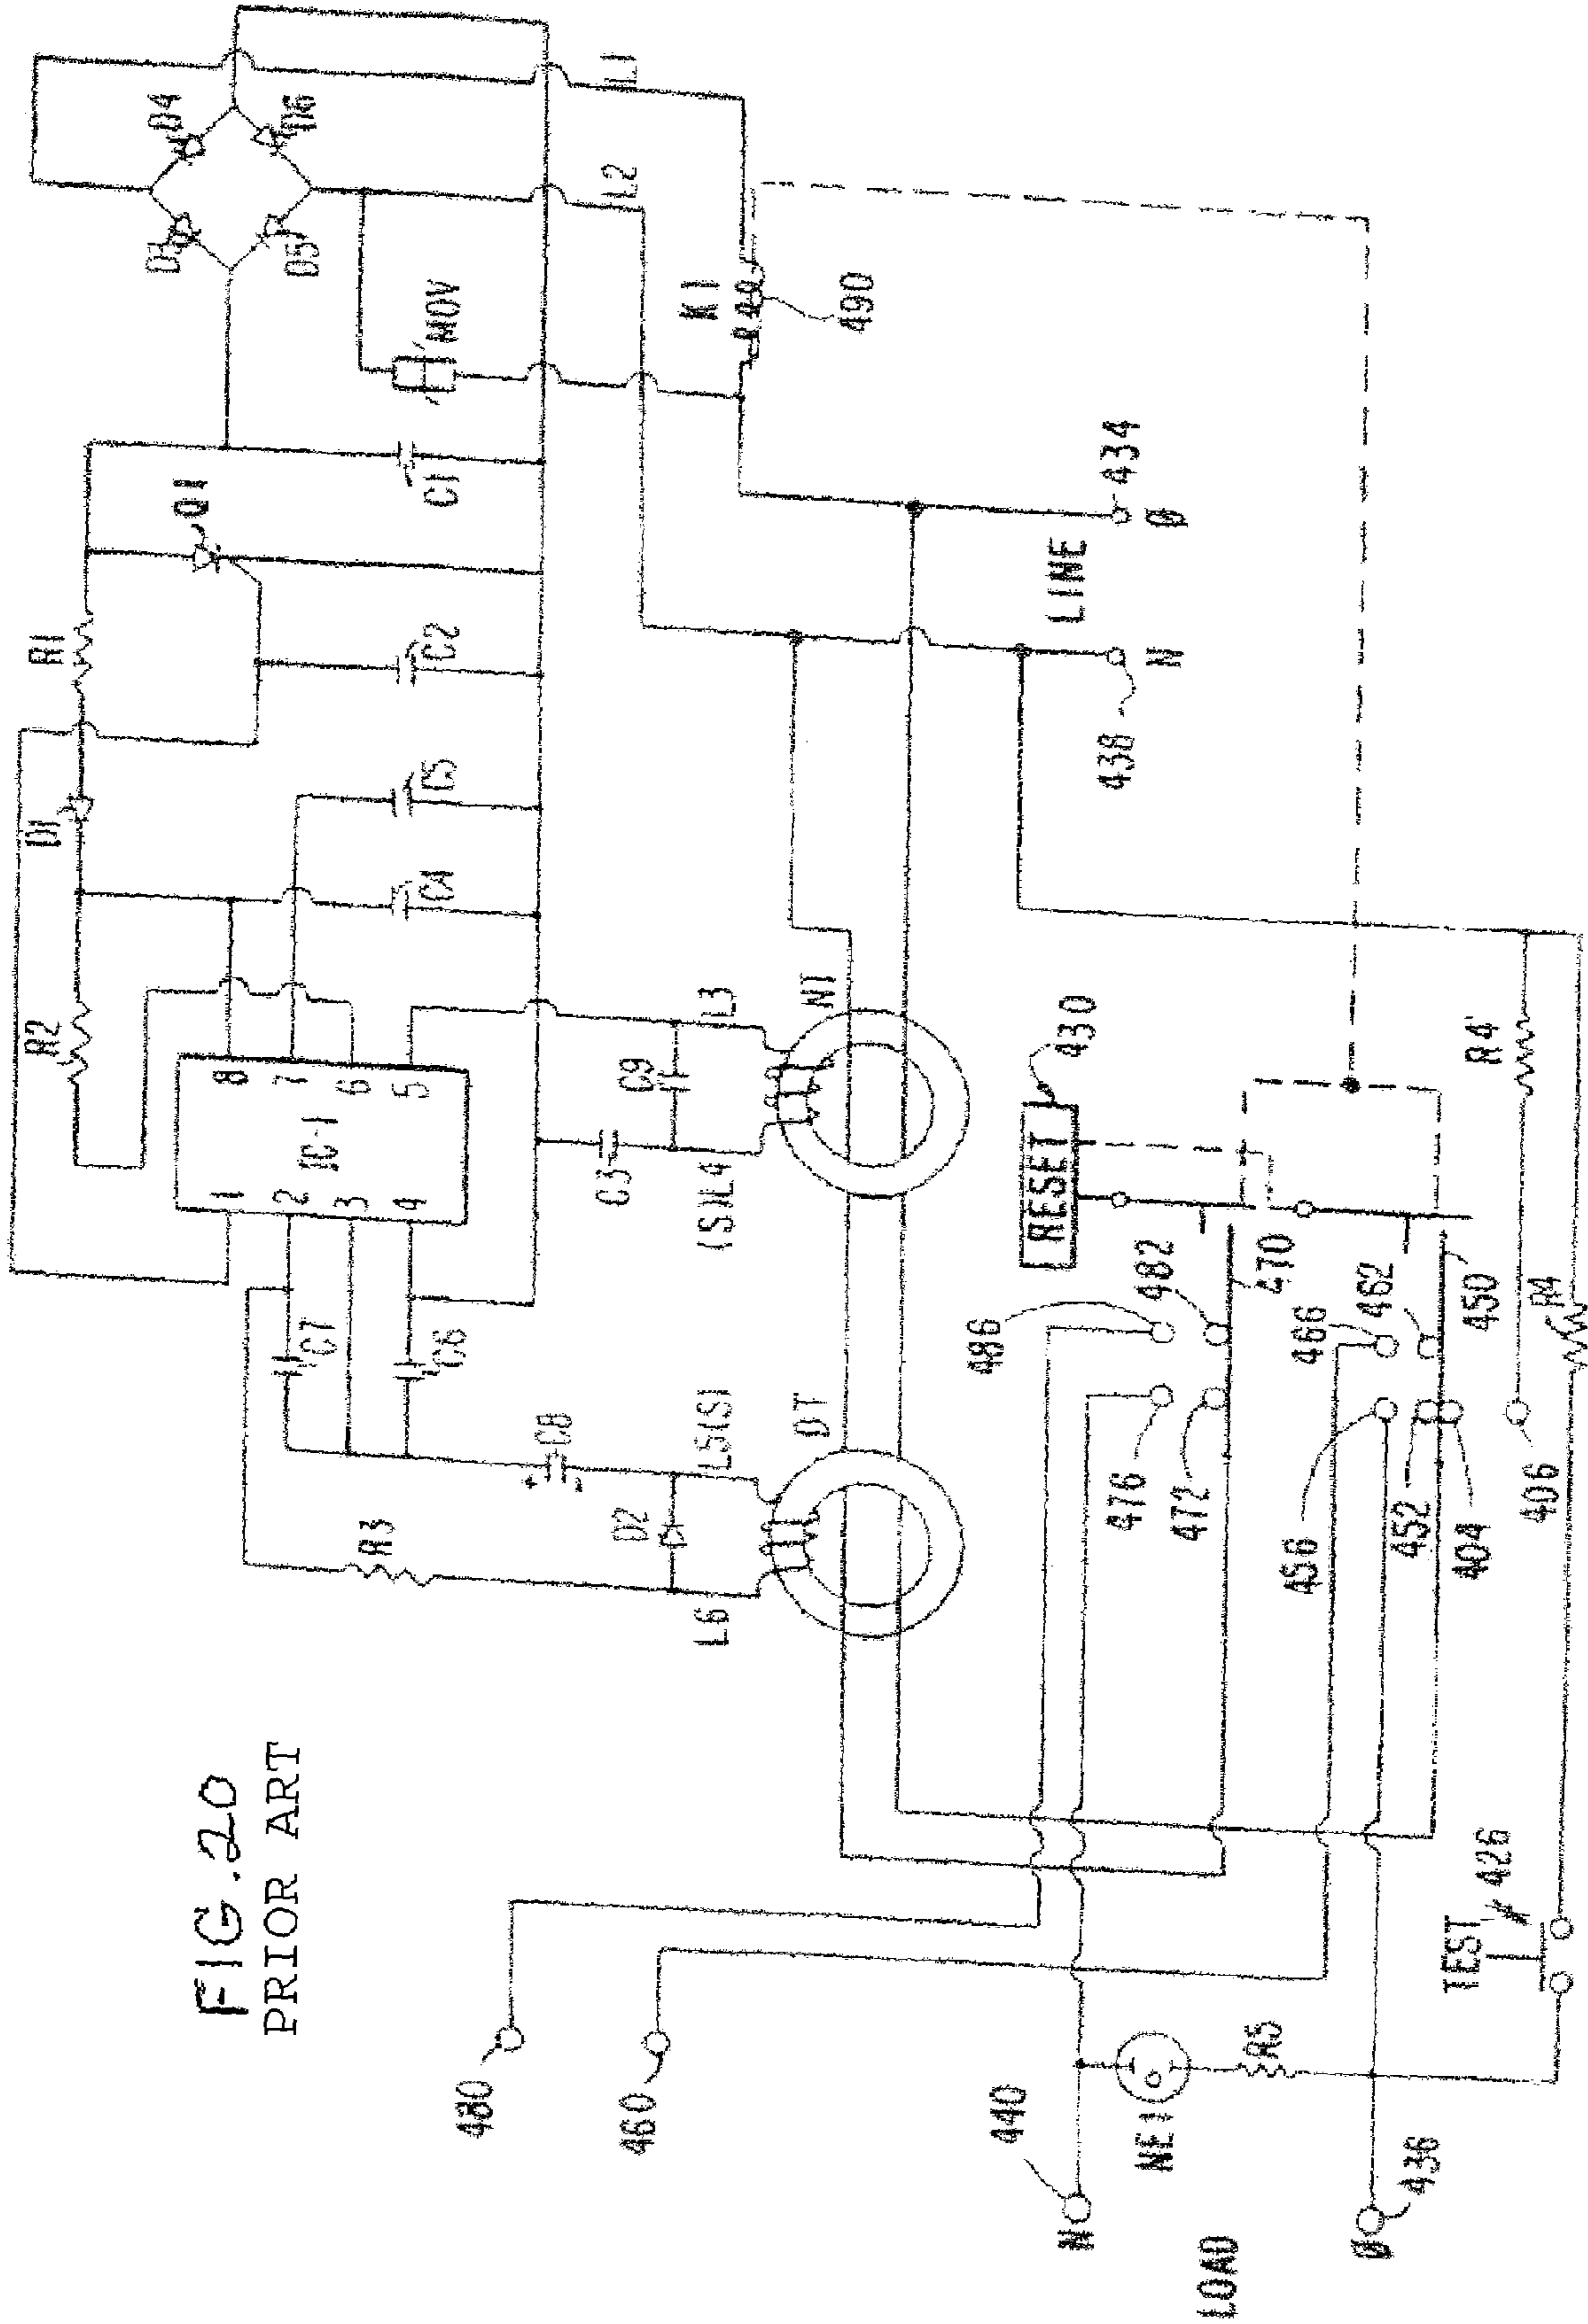 FIG.20
PRIOR ART
D4
D6
D3
D5
L1
L2
MOV
K1
490
C1
Q1
434
Ø
LINE
R1
C2
N
438
D1
C5
C4
R2
8
7
6
5
IC-1
1
2
3
4
L3
NT
C9
C3
(S)L4
430
RESET
R4'
C7
C6
486
482
470
466
462
450
R4
C8
L5(S)
DT
D2
R3
L6
476
472
456
452
404
406
TEST
426
480
460
440
N
NE1
R5
LOAD
Ø
436